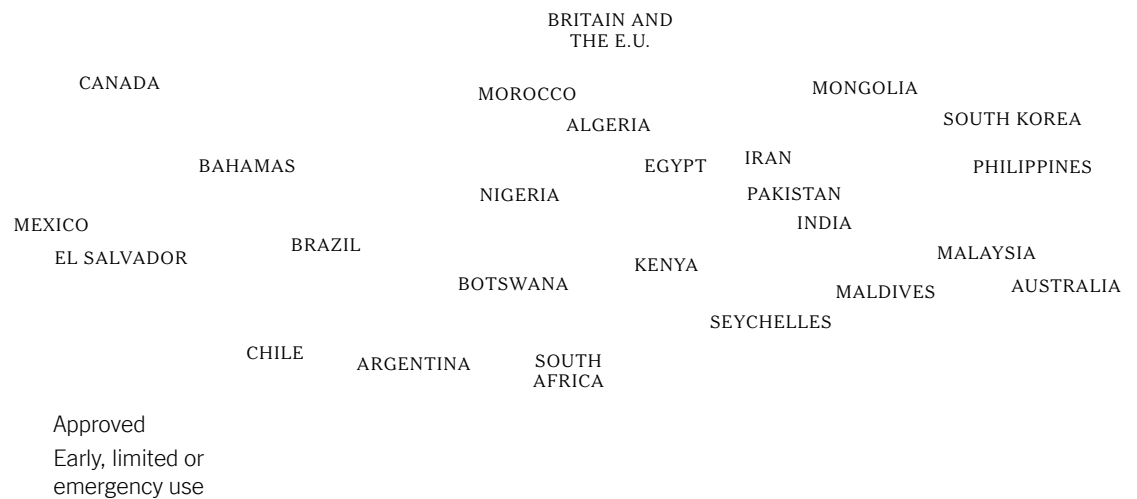 BRITAIN AND
THE E.U.
CANADA
MOROCCO
MONGOLIA
ALGERIA
SOUTH KOREA
BAHAMAS
EGYPT
IRAN
PHILIPPINES
NIGERIA
PAKISTAN
MEXICO
INDIA
EL SALVADOR
BRAZIL
KENYA
MALAYSIA
BOTSWANA
MALDIVES
AUSTRALIA
SEYCHELLES
CHILE
ARGENTINA
SOUTH
AFRICA
Approved
Early, limited or
emergency use